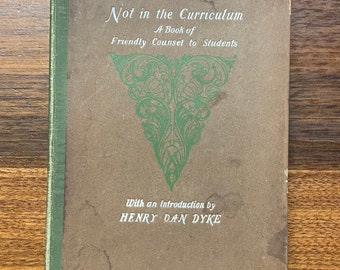 Not in the Curriculum
A Book of
Friendly Counsel to Students
With an Introduction by
HENRY VAN DYKE